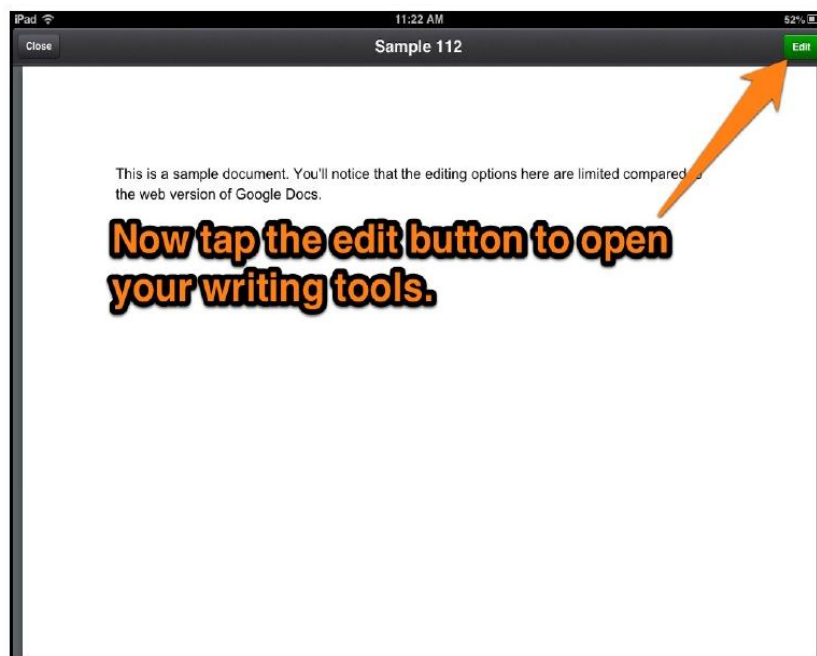 iPad 11:22 AM 52%
Close Sample 112 Edit
This is a sample document. You'll notice that the editing options here are limited compared to
the web version of Google Docs.
Now tap the edit button to open
your writing tools.